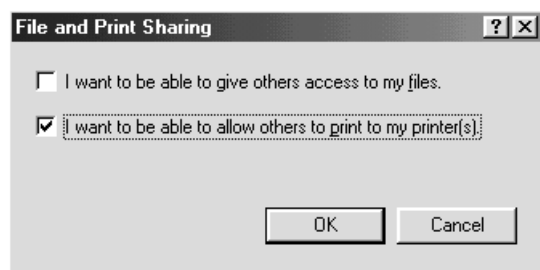 File and Print Sharing
I want to be able to give others access to my files.
I want to be able to allow others to print to my printer(s).
OK Cancel